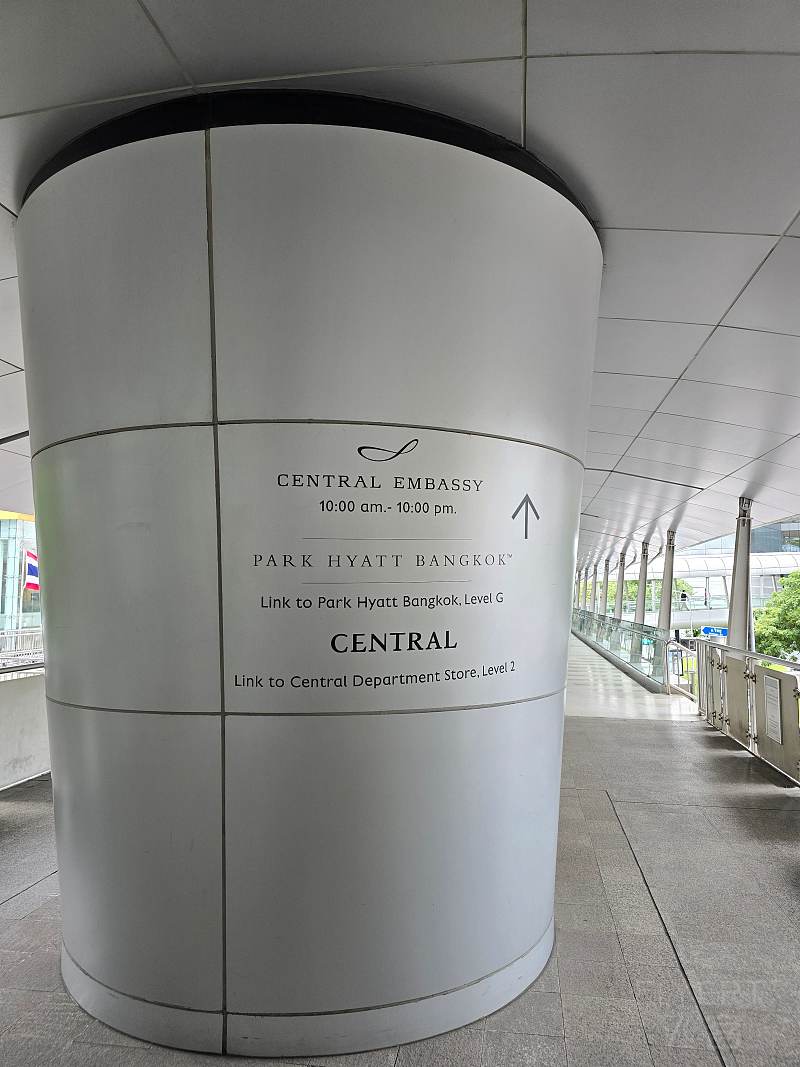 CENTRAL EMBASSY
10:00 am.- 10:00 pm.
PARK HYATT BANGKOK™
Link to Park Hyatt Bangkok, Level G
CENTRAL
Link to Central Department Store, Level 2